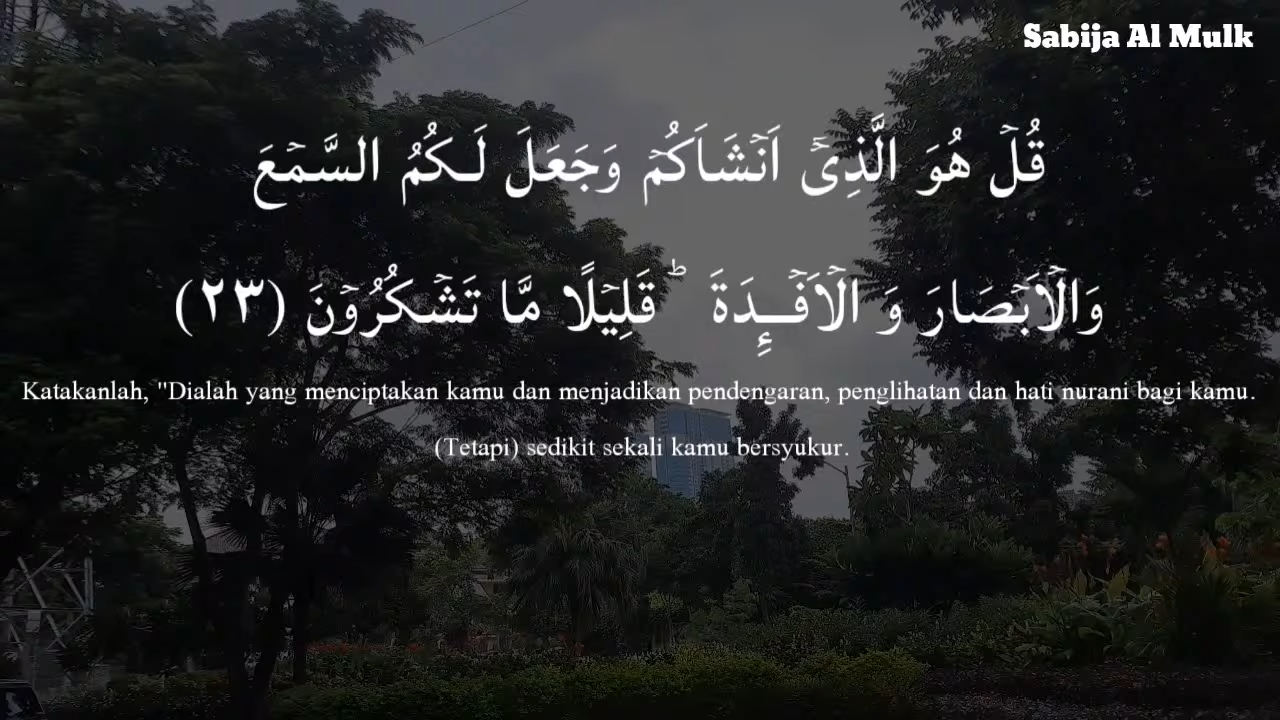 Sabija Al Mulk
قُلْ هُوَ الَّذِىْٓ اَنْشَاَكُمْ وَجَعَلَ لَـكُمُ السَّمْعَ
وَالْاَبْصَارَ وَ الْاَفْــِٕدَةَ ؕ قَلِيْلًا مَّا تَشْكُرُوْنَ (٢٣)
Katakanlah, "Dialah yang menciptakan kamu dan menjadikan pendengaran, penglihatan dan hati nurani bagi kamu.
(Tetapi) sedikit sekali kamu bersyukur.